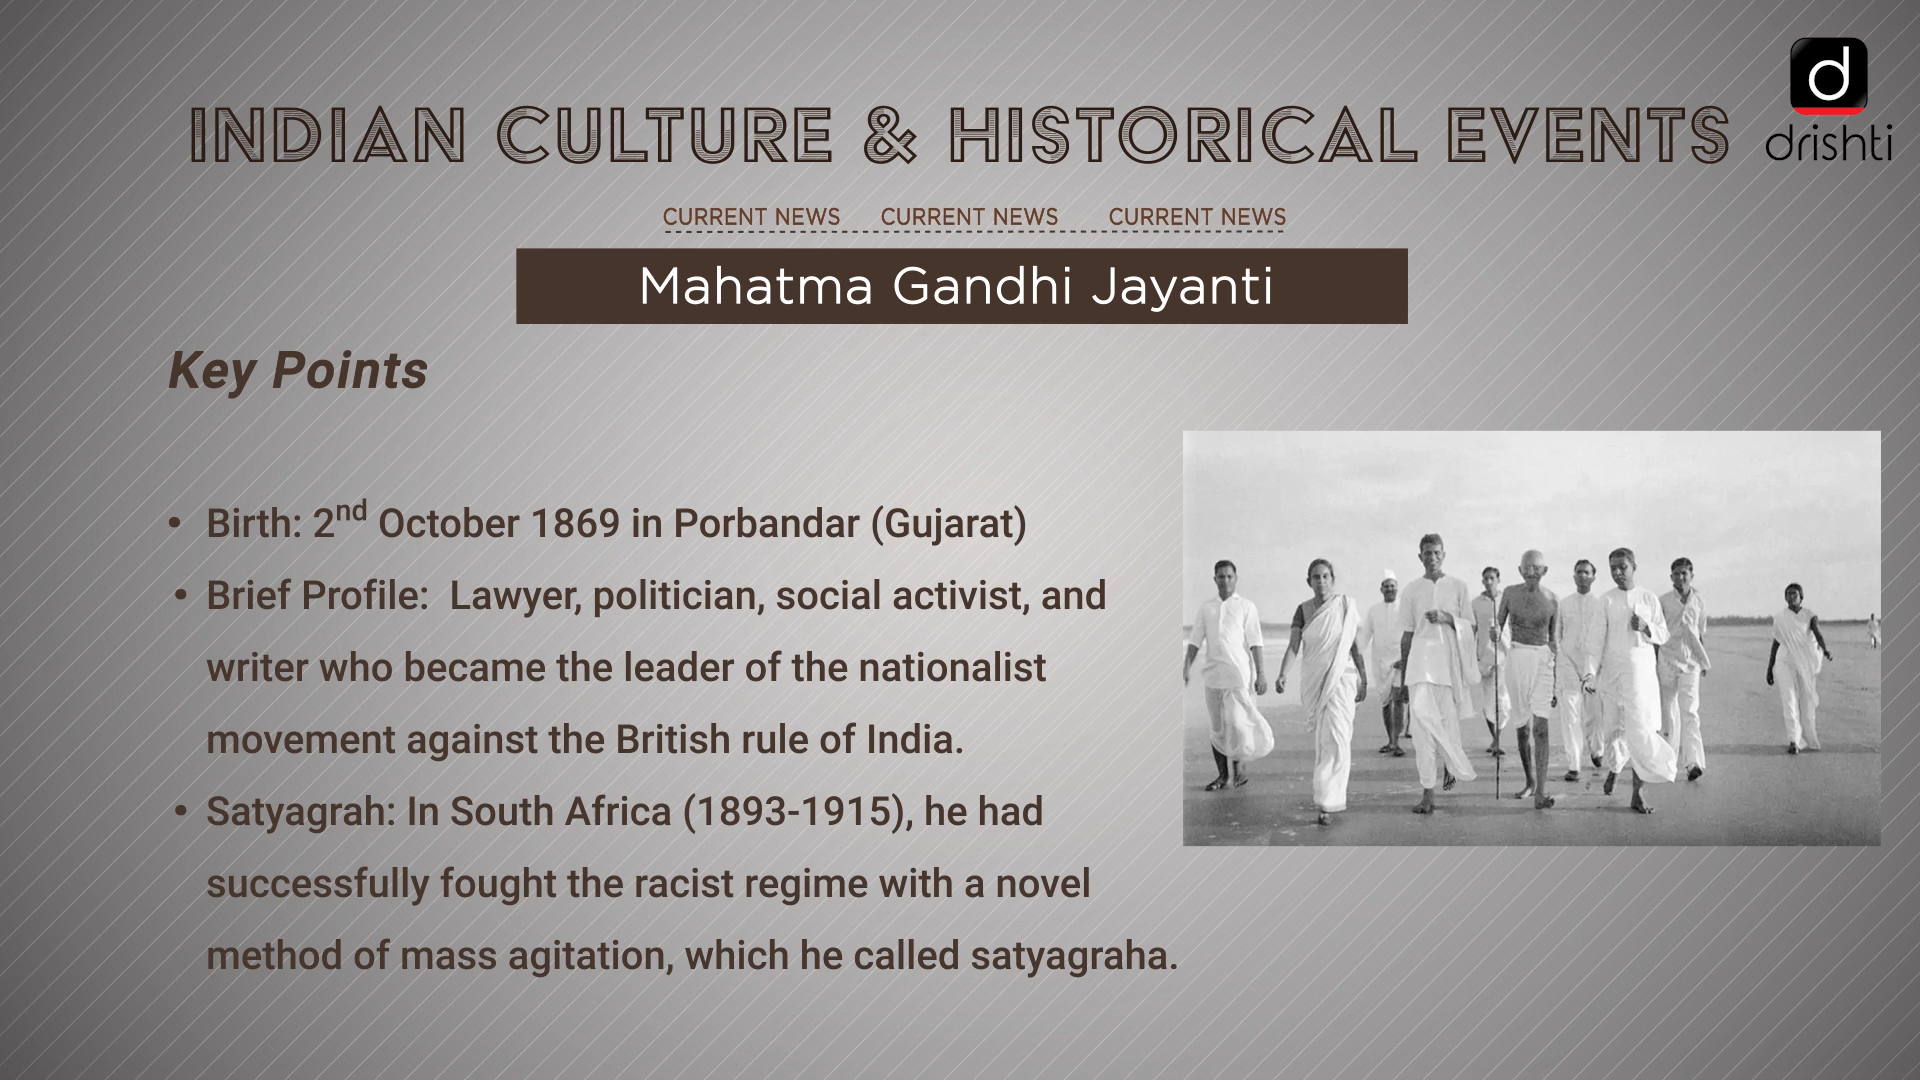 INDIAN CULTURE & HISTORICAL EVENTS
drishti
CURRENT NEWS CURRENT NEWS CURRENT NEWS
Mahatma Gandhi Jayanti
Key Points
• Birth: 2nd October 1869 in Porbandar (Gujarat)
• Brief Profile: Lawyer, politician, social activist, and
writer who became the leader of the nationalist
movement against the British rule of India.
• Satyagrah: In South Africa (1893-1915), he had
successfully fought the racist regime with a novel
method of mass agitation, which he called satyagraha.